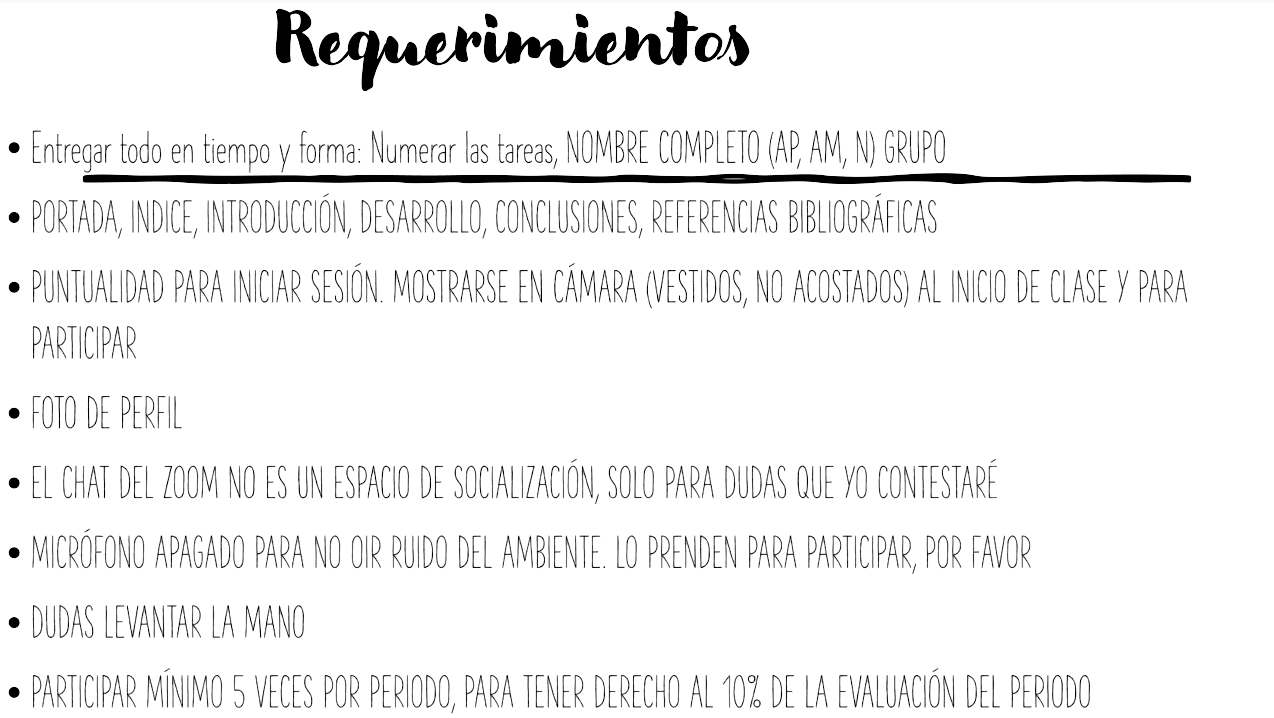 Requerimientos
• Entregar todo en tiempo y forma: Numerar las tareas, NOMBRE COMPLETO (AP, AM, N) GRUPO
• PORTADA, INDICE, INTRODUCCIÓN, DESARROLLO, CONCLUSIONES, REFERENCIAS BIBLIOGRÁFICAS
• PUNTUALIDAD PARA INICIAR SESIÓN. MOSTRARSE EN CÁMARA (VESTIDOS, NO ACOSTADOS) AL INICIO DE CLASE Y PARA
PARTICIPAR
• FOTO DE PERFIL
• EL CHAT DEL ZOOM NO ES UN ESPACIO DE SOCIALIZACIÓN, SOLO PARA DUDAS QUE YO CONTESTARÉ
• MICRÓFONO APAGADO PARA NO OIR RUIDO DEL AMBIENTE. LO PRENDEN PARA PARTICIPAR, POR FAVOR
• DUDAS LEVANTAR LA MANO
• PARTICIPAR MÍNIMO 5 VECES POR PERIODO, PARA TENER DERECHO AL 10% DE LA EVALUACIÓN DEL PERIODO